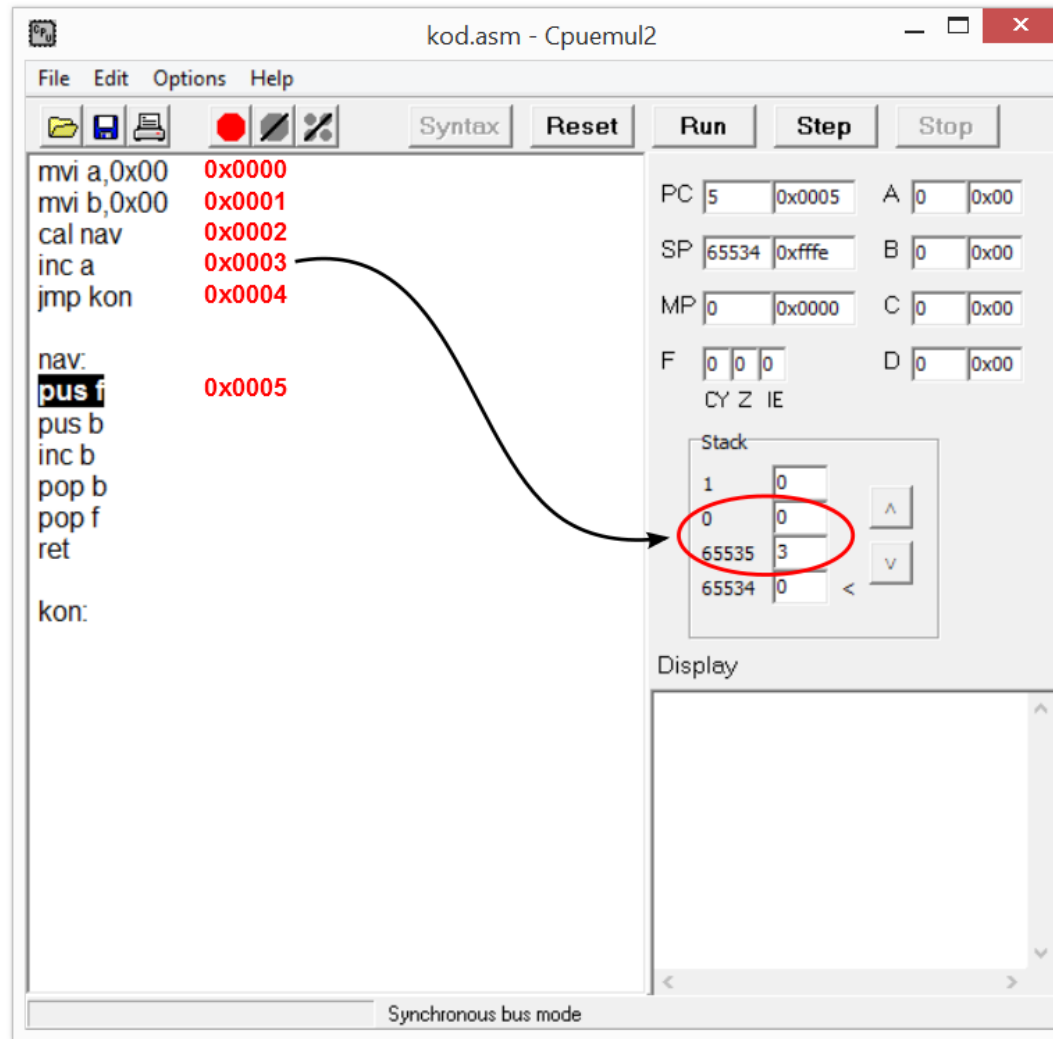 CPU
kod.asm - Cpuemul2
File Edit Options Help
Syntax Reset Run Step Stop
mvi a,0x00 0x0000
mvi b,0x00 0x0001
cal nav 0x0002
inc a 0x0003
jmp kon 0x0004
nav:
pus f 0x0005
pus b
inc b
pop b
pop f
ret
kon:
PC 5 0x0005 A 0 0x00
SP 65534 0xfffe B 0 0x00
MP 0 0x0000 C 0 0x00
F 0 0 0 D 0 0x00
CY Z IE
Stack
1 0
0 0
65535 3
65534 0 <
Display
Synchronous bus mode